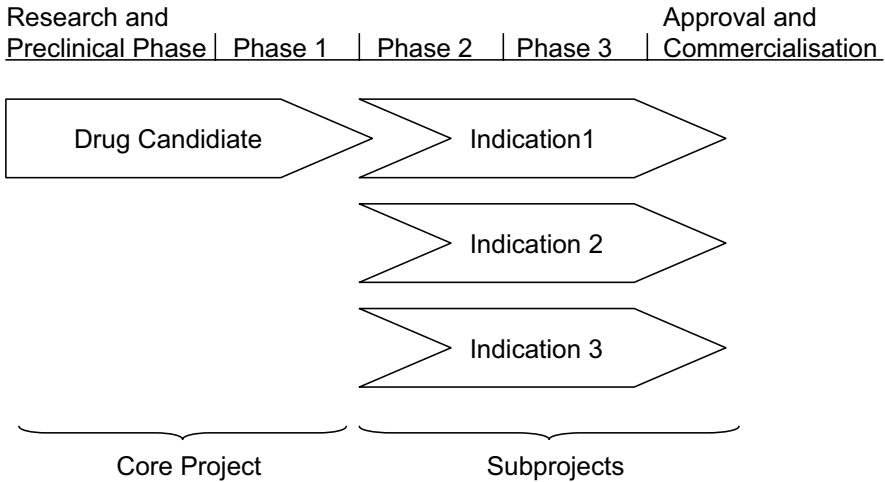 Research and
Preclinical Phase
Phase 1
Phase 2
Phase 3
Approval and
Commercialisation
Drug Candidiate
Indication1
Indication 2
Indication 3
Core Project
Subprojects